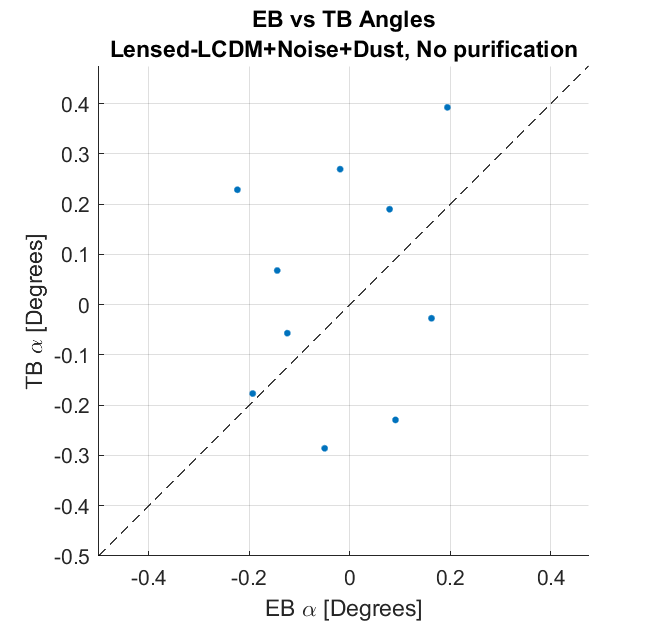 EB vs TB Angles
Lensed-LCDM+Noise+Dust, No purification
TB α [Degrees]
0.4
0.3
0.2
0.1
0
-0.1
-0.2
-0.3
-0.4
-0.5
-0.4 -0.2 0 0.2 0.4
EB α [Degrees]